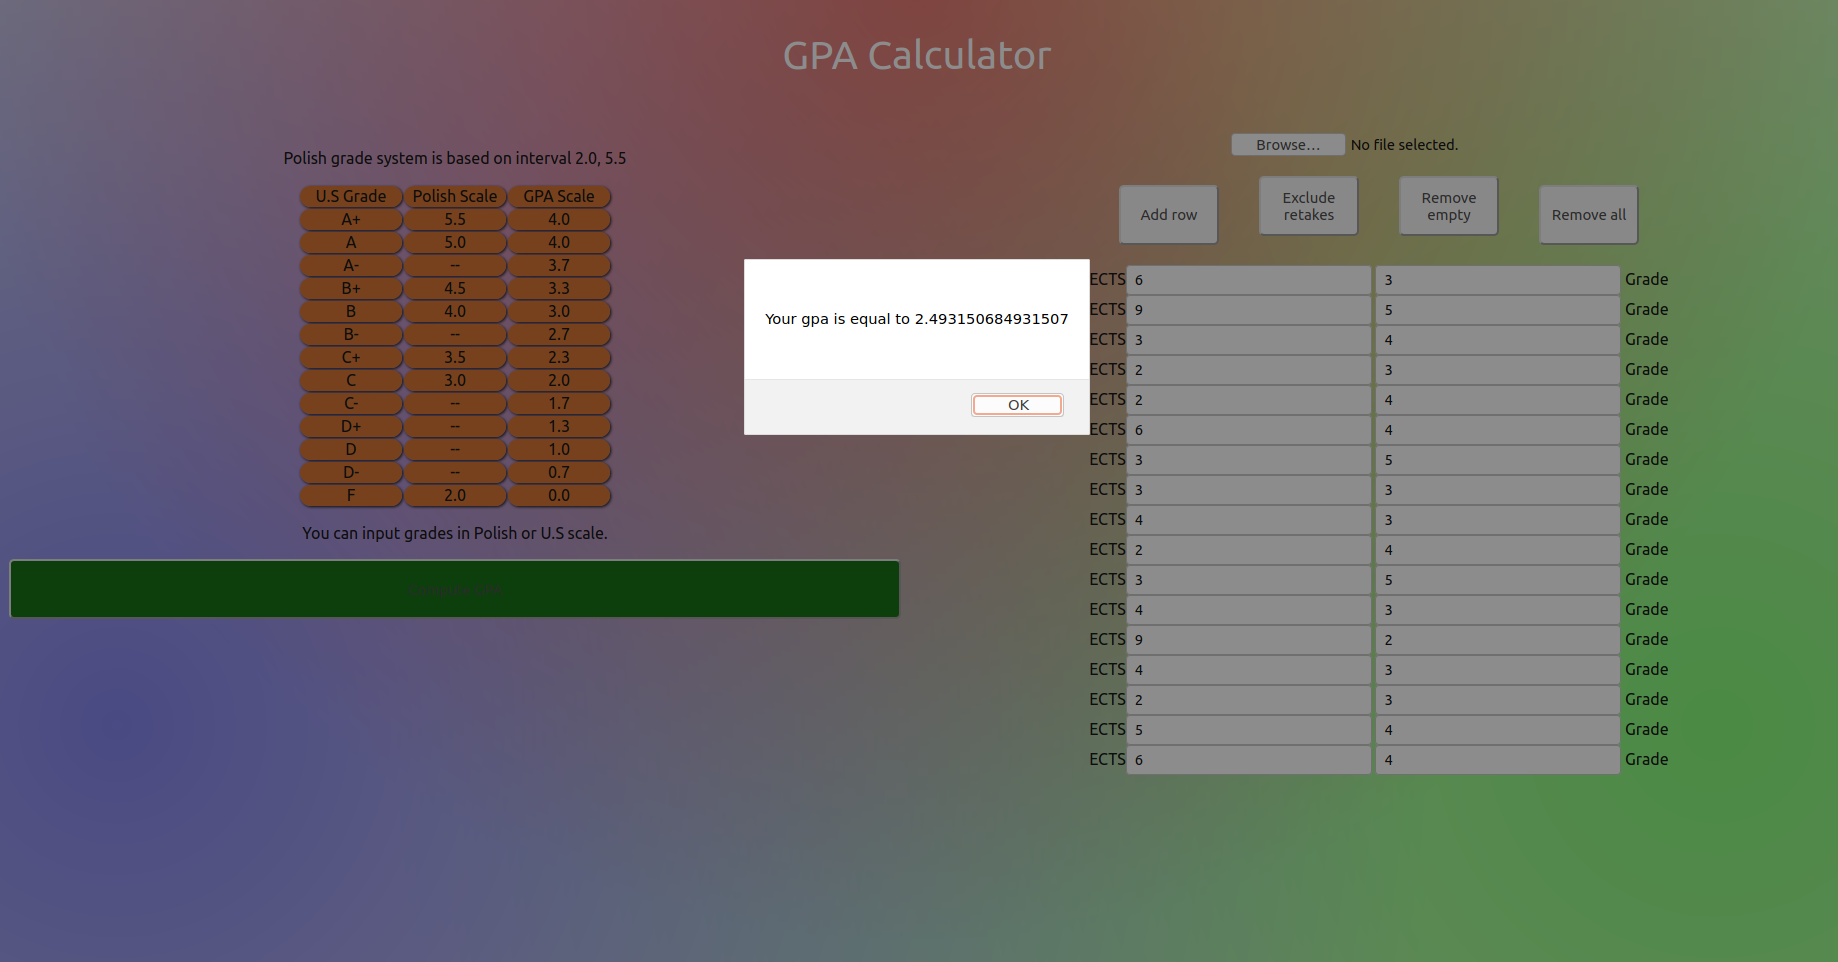 GPA Calculator
Polish grade system is based on interval 2.0, 5.5
U.S Grade Polish Scale GPA Scale
A+ 5.5 4.0
A 5.0 4.0
A- -- 3.7
B+ 4.5 3.3
B 4.0 3.0
B- -- 2.7
C+ 3.5 2.3
C 3.0 2.0
C- -- 1.7
D+ -- 1.3
D -- 1.0
D- -- 0.7
F 2.0 0.0
You can input grades in Polish or U.S scale.
Your gpa is equal to 2.493150684931507
OK
Browse... No file selected.
Add row
Exclude
retakes
Remove
empty
Remove all
ECTS 6 3 Grade
ECTS 9 5 Grade
ECTS 3 4 Grade
ECTS 2 3 Grade
ECTS 2 4 Grade
ECTS 6 4 Grade
ECTS 3 5 Grade
ECTS 3 3 Grade
ECTS 4 3 Grade
ECTS 2 4 Grade
ECTS 3 5 Grade
ECTS 4 3 Grade
ECTS 9 2 Grade
ECTS 4 3 Grade
ECTS 2 3 Grade
ECTS 5 4 Grade
ECTS 6 4 Grade